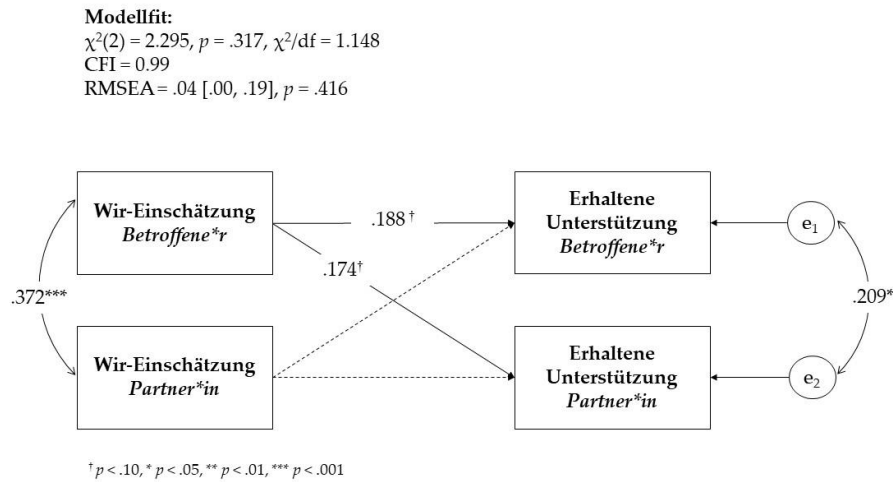 Modellfit:
χ²(2) = 2.295, p = .317, χ²/df = 1.148
CFI = 0.99
RMSEA = .04 [.00, .19], p = .416
Wir-Einschätzung
Betroffene*r
.188 †
Erhaltene
Unterstützung
Betroffene*r
e₁
.174†
.372***
.209*
Wir-Einschätzung
Partner*in
Erhaltene
Unterstützung
Partner*in
e₂
† p < .10, * p < .05, ** p < .01, *** p < .001